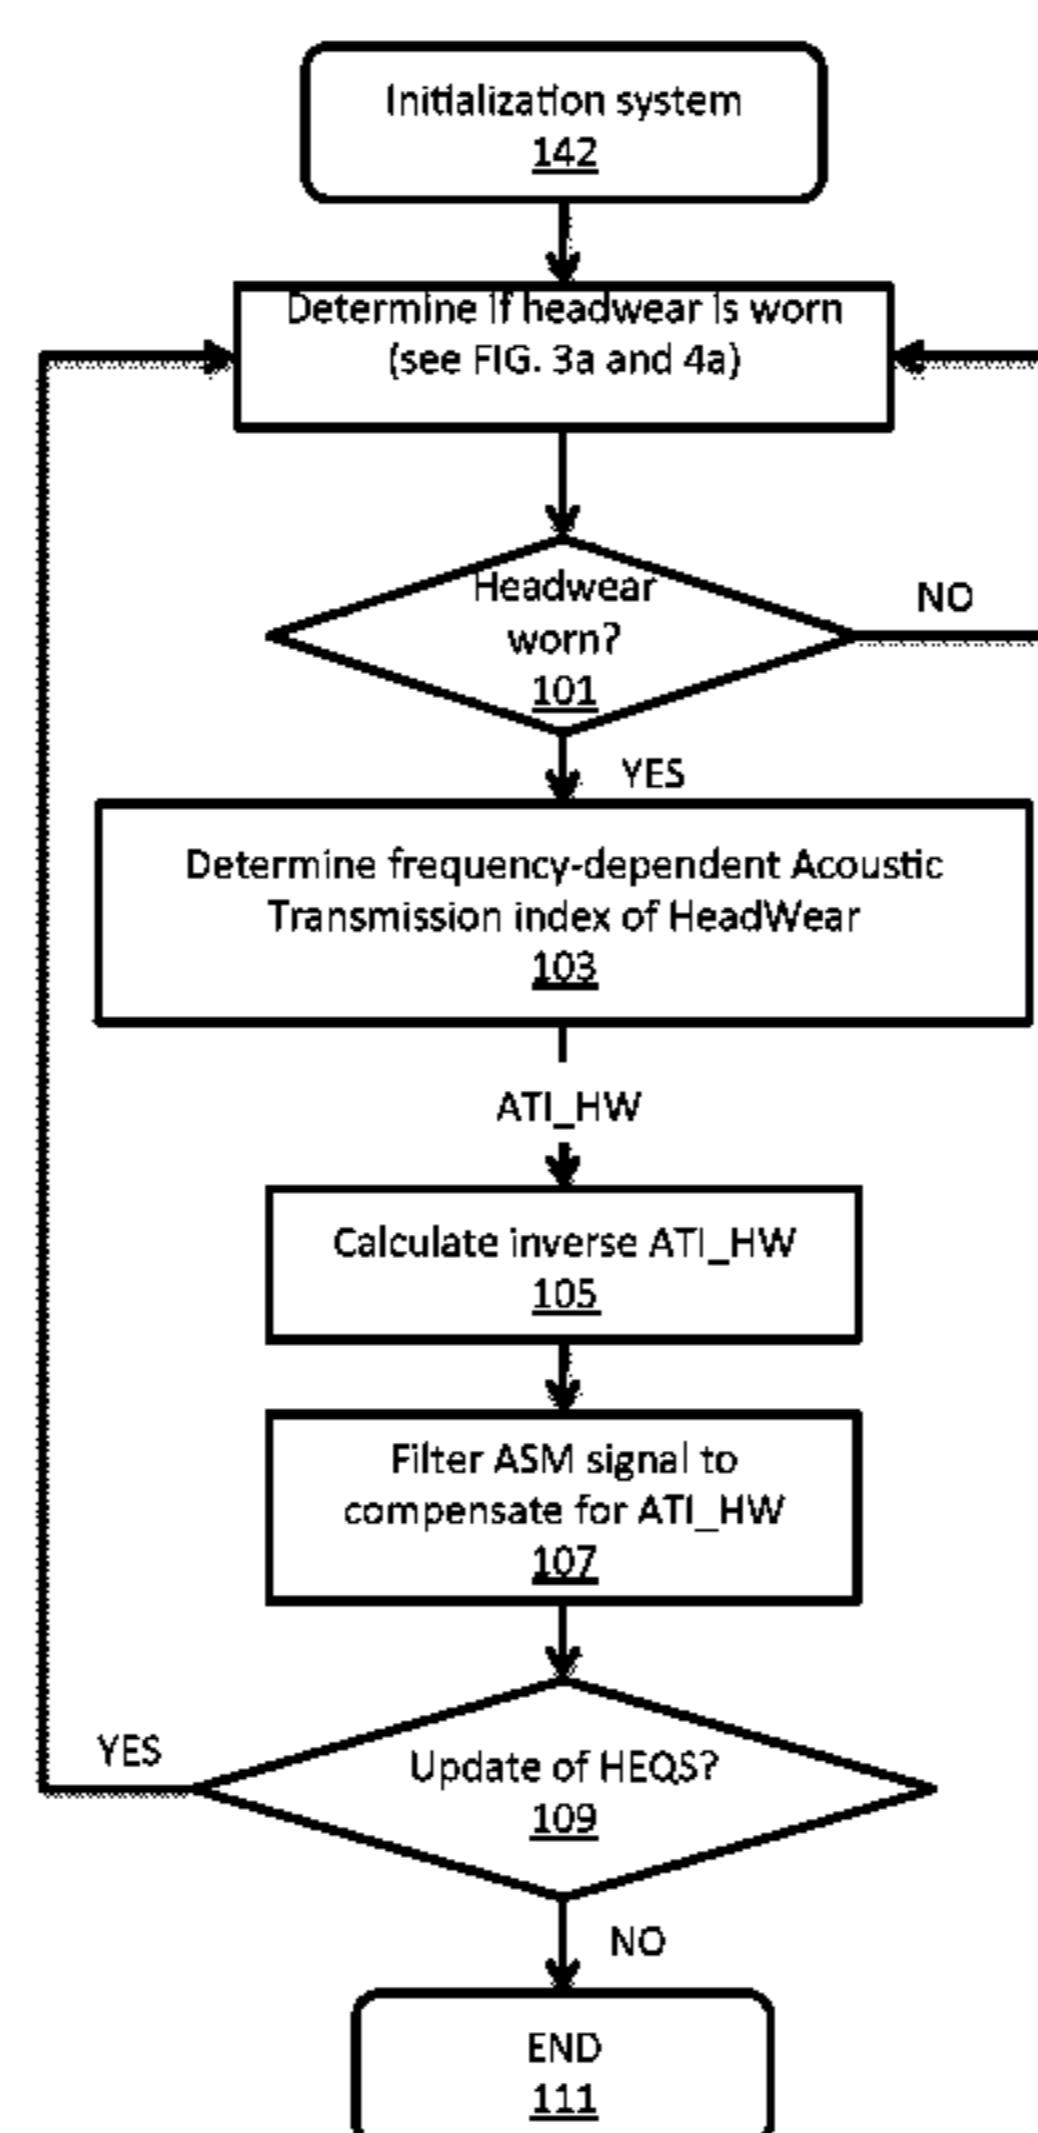 Initialization system
142
Determine if headwear is worn
(see FIG. 3a and 4a)
Headwear
worn?
101
NO
YES
Determine frequency-dependent Acoustic
Transmission index of HeadWear
103
ATI_HW
Calculate inverse ATI_HW
105
Filter ASM signal to
compensate for ATI_HW
107
Update of HEQS?
109
YES
NO
END
111